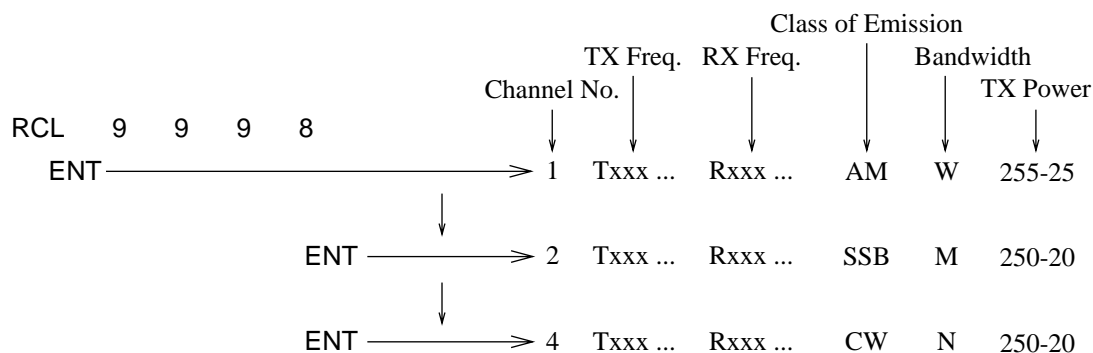 Class of Emission
TX Freq. RX Freq. Bandwidth
Channel No. TX Power
RCL 9 9 9 8
ENT 1 Txxx ... Rxxx ... AM W 255-25
ENT 2 Txxx ... Rxxx ... SSB M 250-20
ENT 4 Txxx ... Rxxx ... CW N 250-20